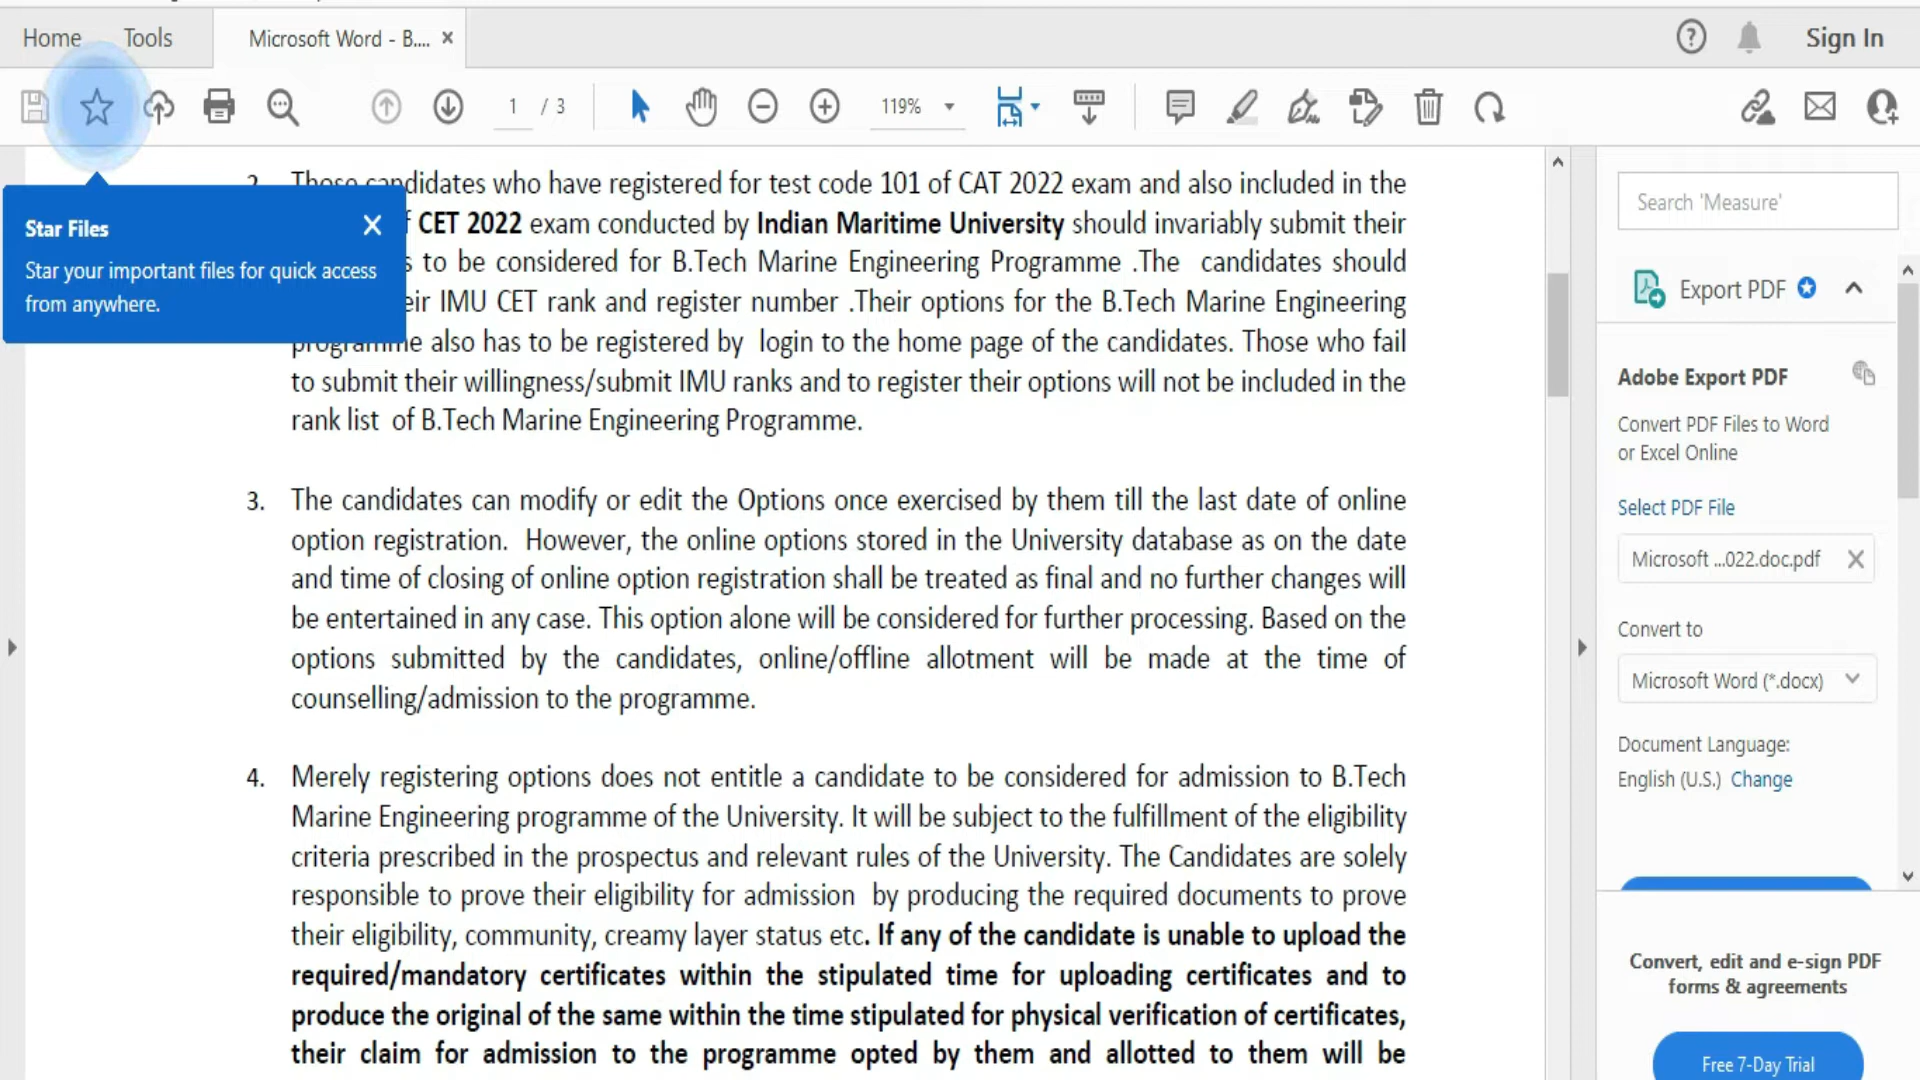 Home Tools Microsoft Word - B.... × Sign In
1 / 3 119%
Those candidates who have registered for test code 101 of CAT 2022 exam and also included in the
CET 2022 exam conducted by Indian Maritime University should invariably submit their
s to be considered for B.Tech Marine Engineering Programme .The candidates should
eir IMU CET rank and register number .Their options for the B.Tech Marine Engineering
programme also has to be registered by login to the home page of the candidates. Those who fail
to submit their willingness/submit IMU ranks and to register their options will not be included in the
rank list of B.Tech Marine Engineering Programme.
Star Files
Star your important files for quick access
from anywhere.
3. The candidates can modify or edit the Options once exercised by them till the last date of online
option registration. However, the online options stored in the University database as on the date
and time of closing of online option registration shall be treated as final and no further changes will
be entertained in any case. This option alone will be considered for further processing. Based on the
options submitted by the candidates, online/offline allotment will be made at the time of
counselling/admission to the programme.
4. Merely registering options does not entitle a candidate to be considered for admission to B.Tech
Marine Engineering programme of the University. It will be subject to the fulfillment of the eligibility
criteria prescribed in the prospectus and relevant rules of the University. The Candidates are solely
responsible to prove their eligibility for admission by producing the required documents to prove
their eligibility, community, creamy layer status etc. If any of the candidate is unable to upload the
required/mandatory certificates within the stipulated time for uploading certificates and to
produce the original of the same within the time stipulated for physical verification of certificates,
their claim for admission to the programme opted by them and allotted to them will be
Search 'Measure'
Export PDF
Adobe Export PDF
Convert PDF Files to Word
or Excel Online
Select PDF File
Microsoft ...022.doc.pdf
Convert to
Microsoft Word (*.docx)
Document Language:
English (U.S.) Change
Convert, edit and e-sign PDF
forms & agreements
Free 7-Day Trial